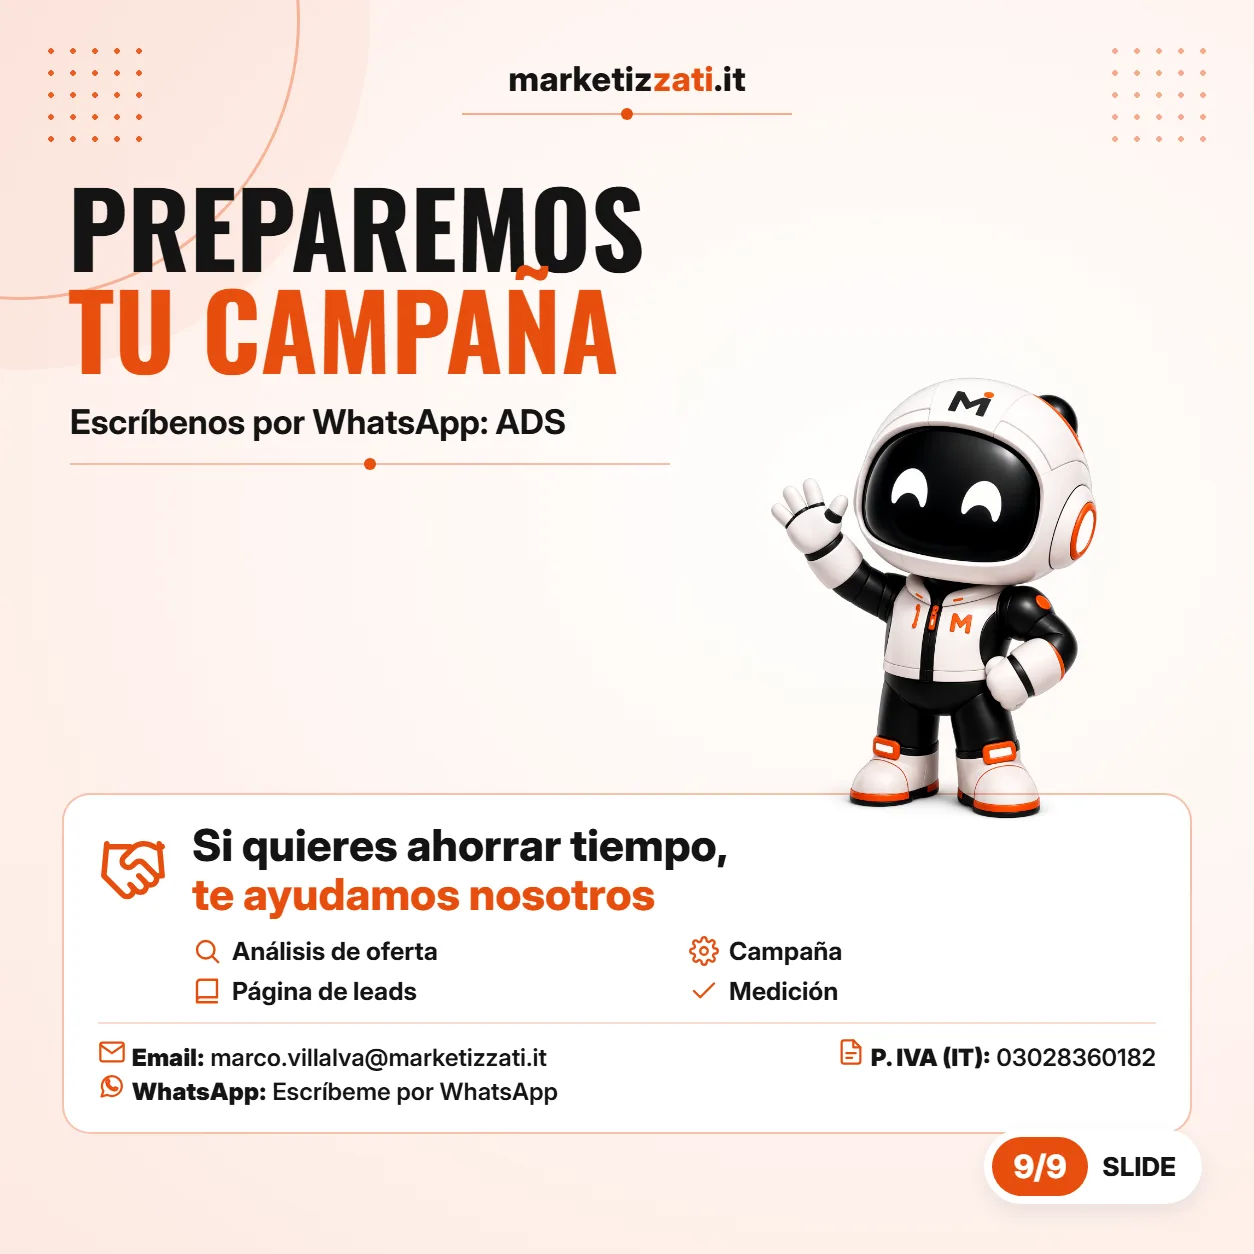 marketizzati.it
PREPAREMOS
TU CAMPAÑA
Escríbenos por WhatsApp: ADS
Mi
M
Si quieres ahorrar tiempo,
te ayudamos nosotros
Análisis de oferta
Campaña
Página de leads
Medición
Email: marco.villalva@marketizzati.it
P. IVA (IT): 03028360182
WhatsApp: Escríbeme por WhatsApp
9/9 SLIDE